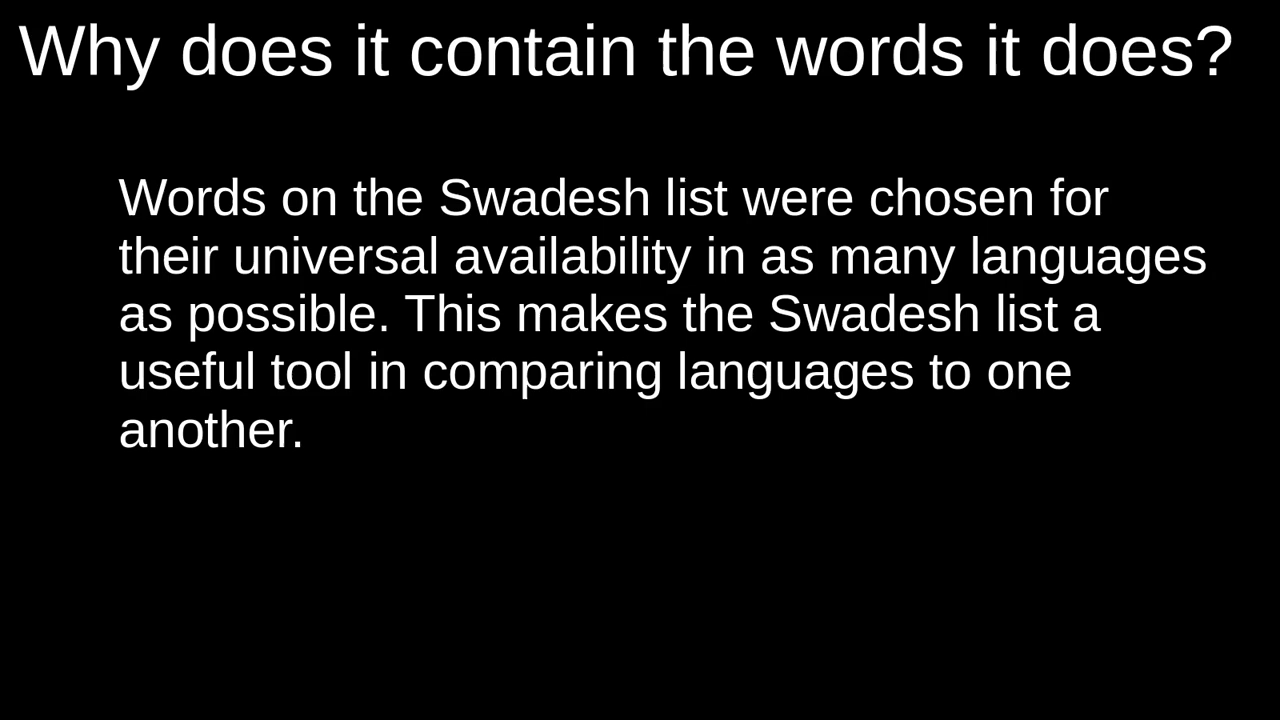 Why does it contain the words it does?
Words on the Swadesh list were chosen for
their universal availability in as many languages
as possible. This makes the Swadesh list a
useful tool in comparing languages to one
another.